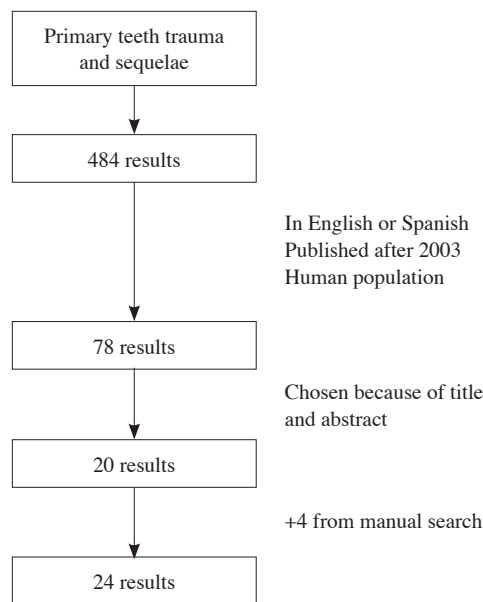 Primary teeth trauma
and sequelae
484 results
In English or Spanish
Published after 2003
Human population
78 results
Chosen because of title
and abstract
20 results
+4 from manual search
24 results